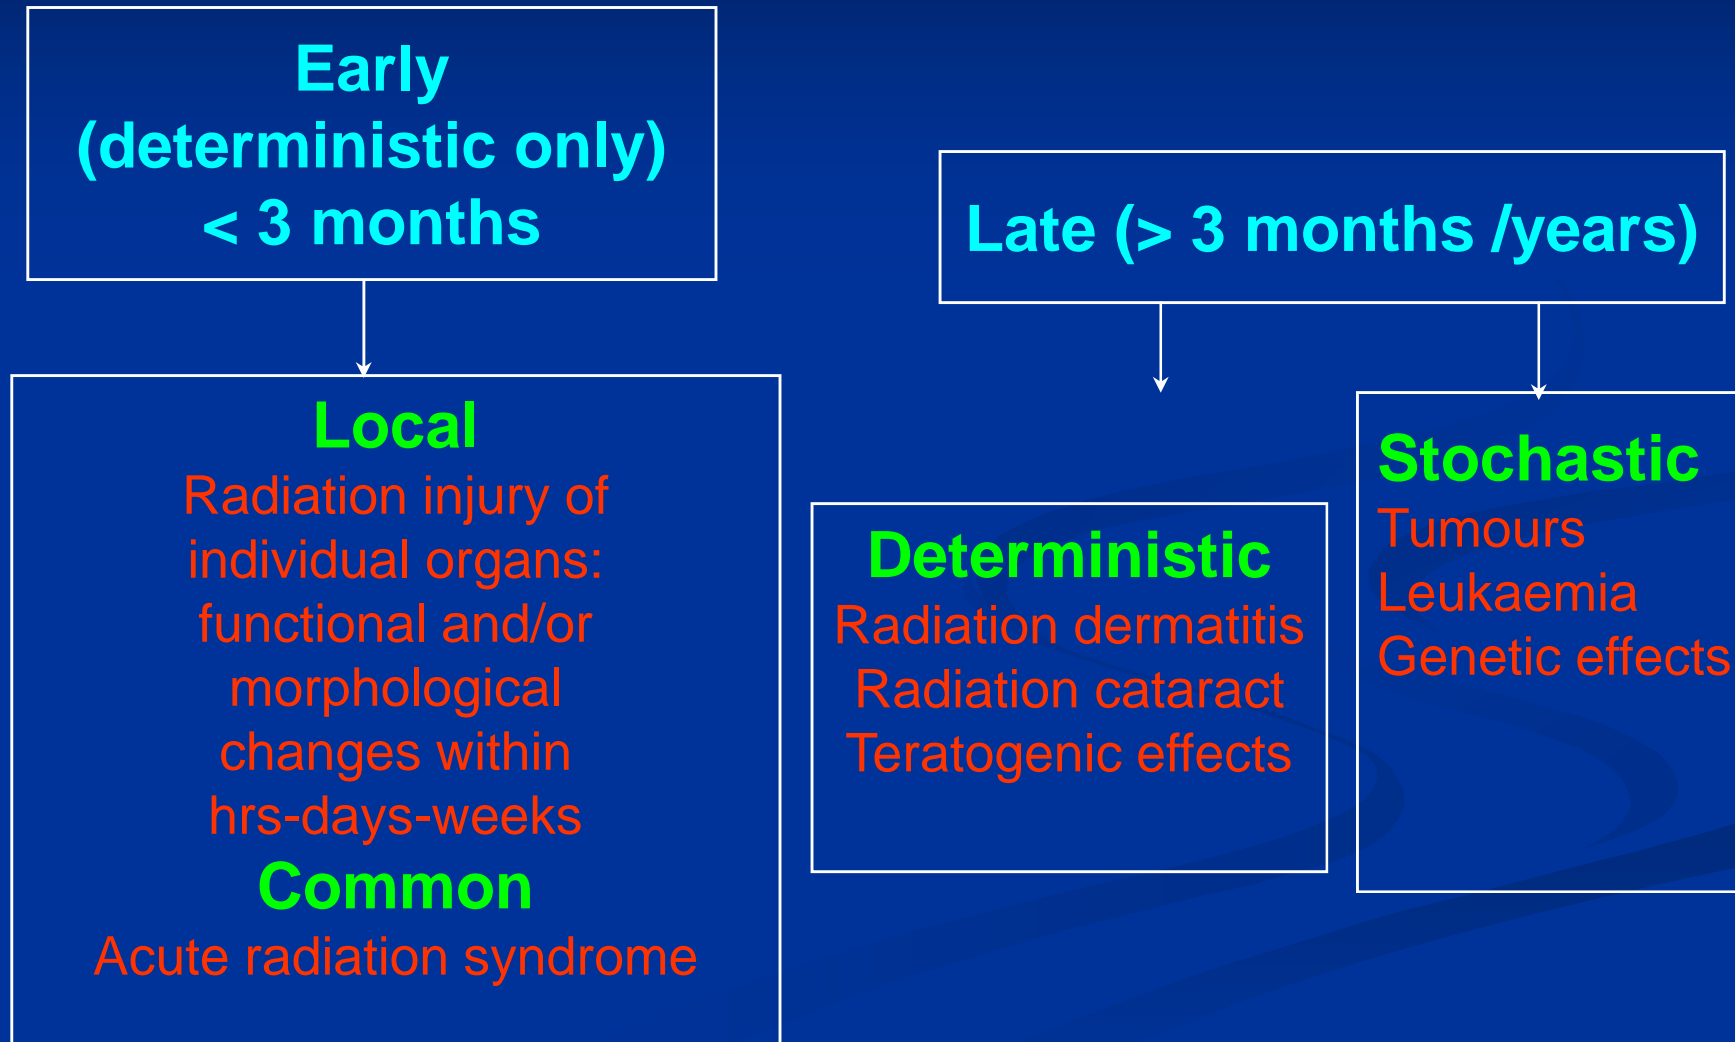 Early
(deterministic only)
< 3 months
Local
Radiation injury of
individual organs:
functional and/or
morphological
changes within
hrs-days-weeks
Common
Acute radiation syndrome
Late (> 3 months /years)
Deterministic
Radiation dermatitis
Radiation cataract
Teratogenic effects
Stochastic
Tumours
Leukaemia
Genetic effects